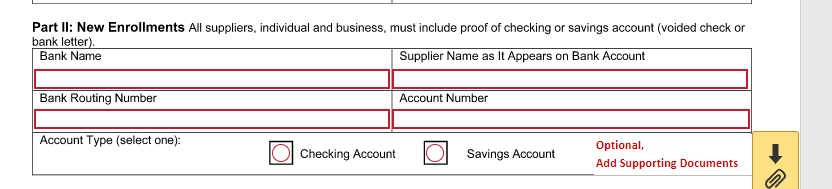 Part II: New Enrollments All suppliers, individual and business, must include proof of checking or savings account (voided check or
bank letter).
Bank Name
Supplier Name as It Appears on Bank Account
Bank Routing Number
Account Number
Account Type (select one):
Checking Account
Savings Account
Optional,
Add Supporting Documents